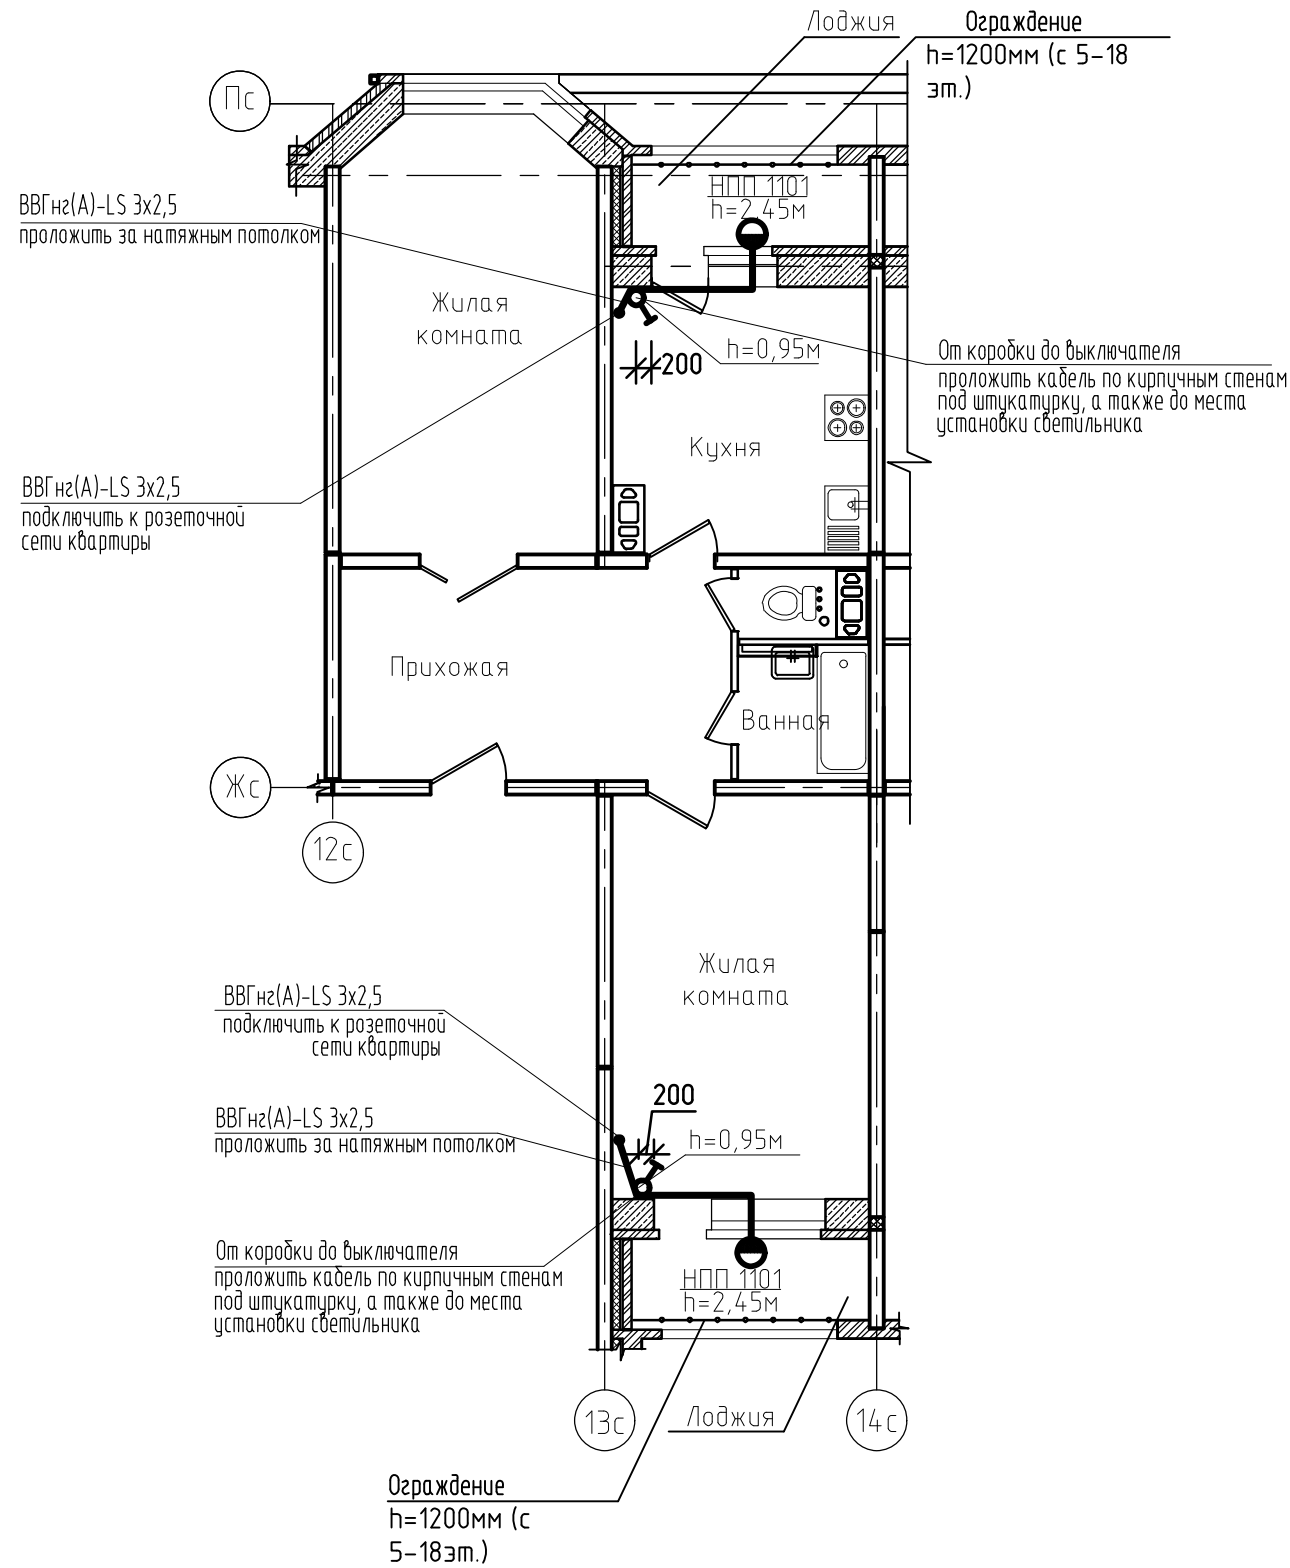 Лоджия
Ограждение
h=1200мм (с 5-18
эт.)
Пс
ВВГнг(А)-LS 3x2,5
проложить за натяжным потолком
НПП 1101
h=2,45м
Жилая
комната
h=0,95м
200
От коробки до выключателя
проложить кабель по кирпичным стенам
под штукатурку, а также до места
установки светильника
Кухня
ВВГнг(А)-LS 3x2,5
подключить к розеточной
сети квартиры
Прихожая
Ванная
Жс
12с
Жилая
комната
ВВГнг(А)-LS 3x2,5
подключить к розеточной
сети квартиры
200
ВВГнг(А)-LS 3x2,5
проложить за натяжным потолком
h=0,95м
От коробки до выключателя
проложить кабель по кирпичным стенам
под штукатурку, а также до места
установки светильника
НПП 1101
h=2,45м
13с
Лоджия
14с
Ограждение
h=1200мм (с
5-18эт.)